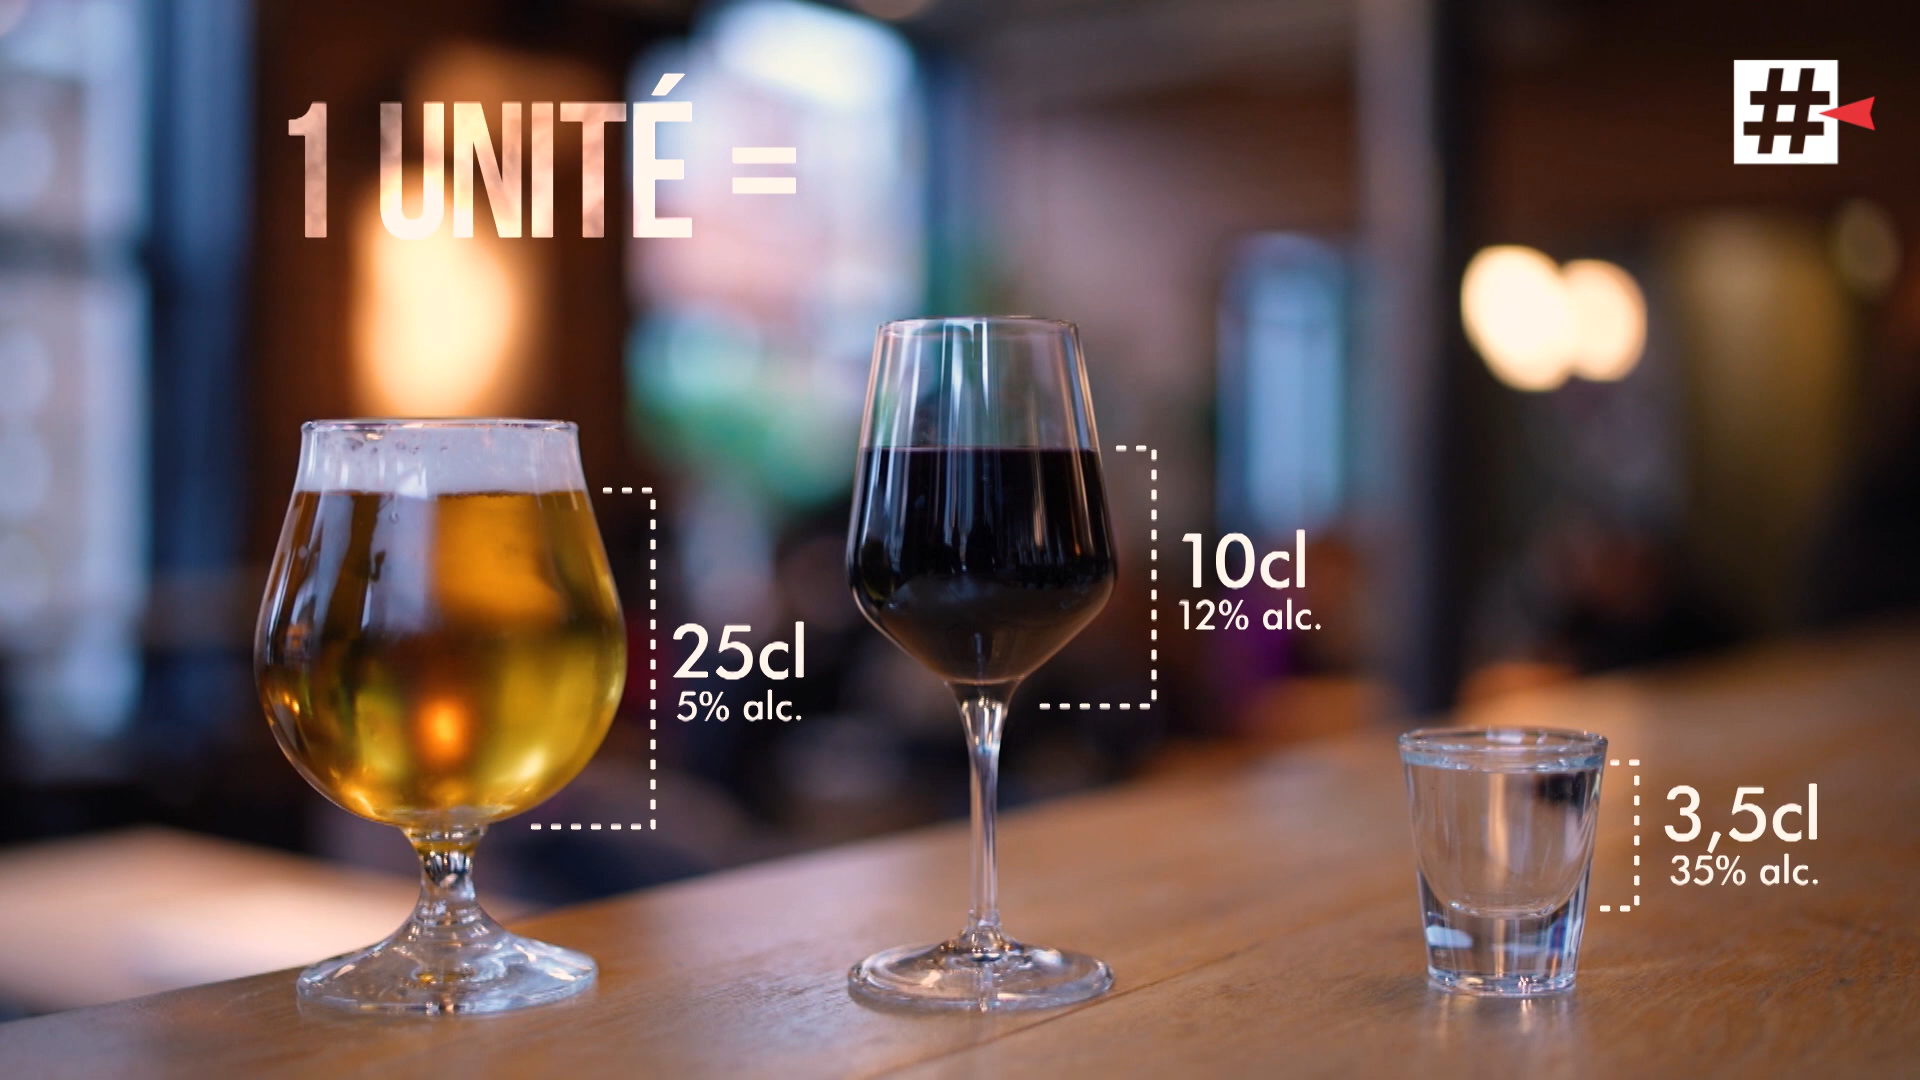 1 UNITÉ =
25cl
5% alc.
10cl
12% alc.
3,5cl
35% alc.
#